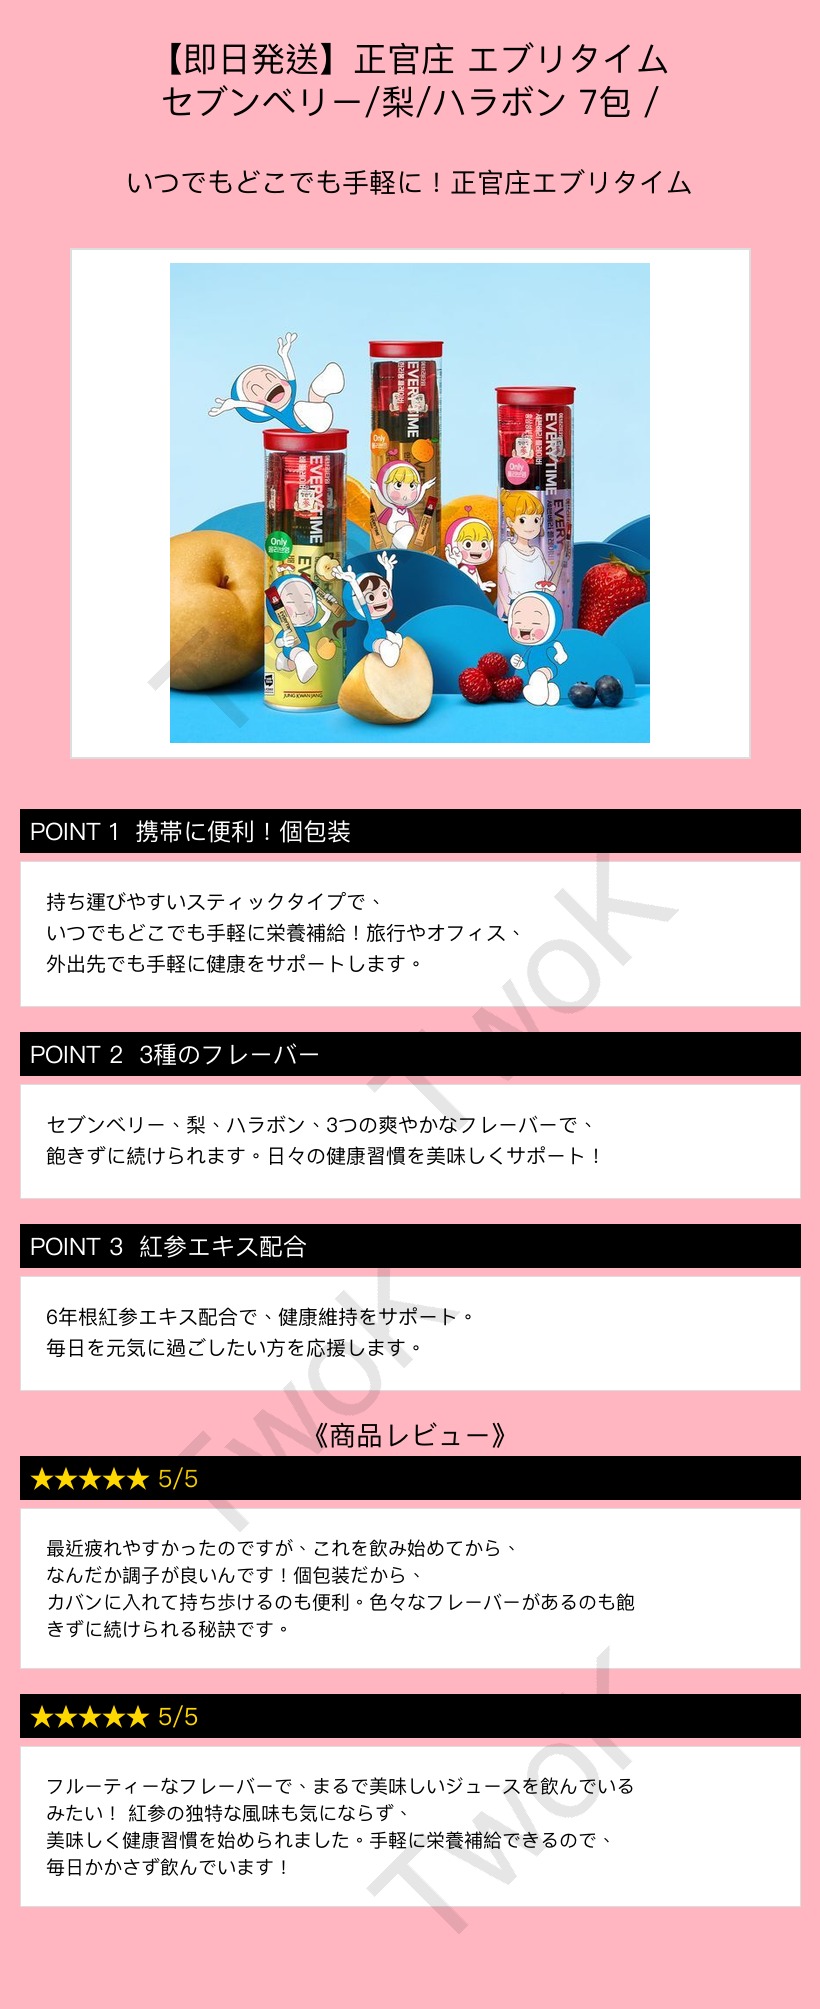 【即日発送】正官庄 エブリタイム
セブンベリー/梨/ハラボン 7包 /
いつでもどこでも手軽に！正官庄エブリタイム
EVERYTIME
Only
EVERYTIME
Only
EVERYTIME
Only
올리브영
JUNG KWAN JANG
POINT 1 携帯に便利！個包装
持ち運びやすいスティックタイプで、
いつでもどこでも手軽に栄養補給！旅行やオフィス、
外出先でも手軽に健康をサポートします。
POINT 2 3種のフレーバー
セブンベリー、梨、ハラボン、3つの爽やかなフレーバーで、
飽きずに続けられます。日々の健康習慣を美味しくサポート！
POINT 3 紅参エキス配合
6年根紅参エキス配合で、健康維持をサポート。
毎日を元気に過ごしたい方を応援します。
《商品レビュー》
★★★★★ 5/5
最近疲れやすかったのですが、これを飲み始めてから、
なんだか調子が良いんです！個包装だから、
カバンに入れて持ち歩けるのも便利。色々なフレーバーがあるのも飽
きずに続けられる秘訣です。
★★★★★ 5/5
フルーティーなフレーバーで、まるで美味しいジュースを飲んでいる
みたい！ 紅参の独特な風味も気にならず、
美味しく健康習慣を始められました。手軽に栄養補給できるので、
毎日かかさず飲んでいます！
TwoK
TwoK
TwoK
TwoK